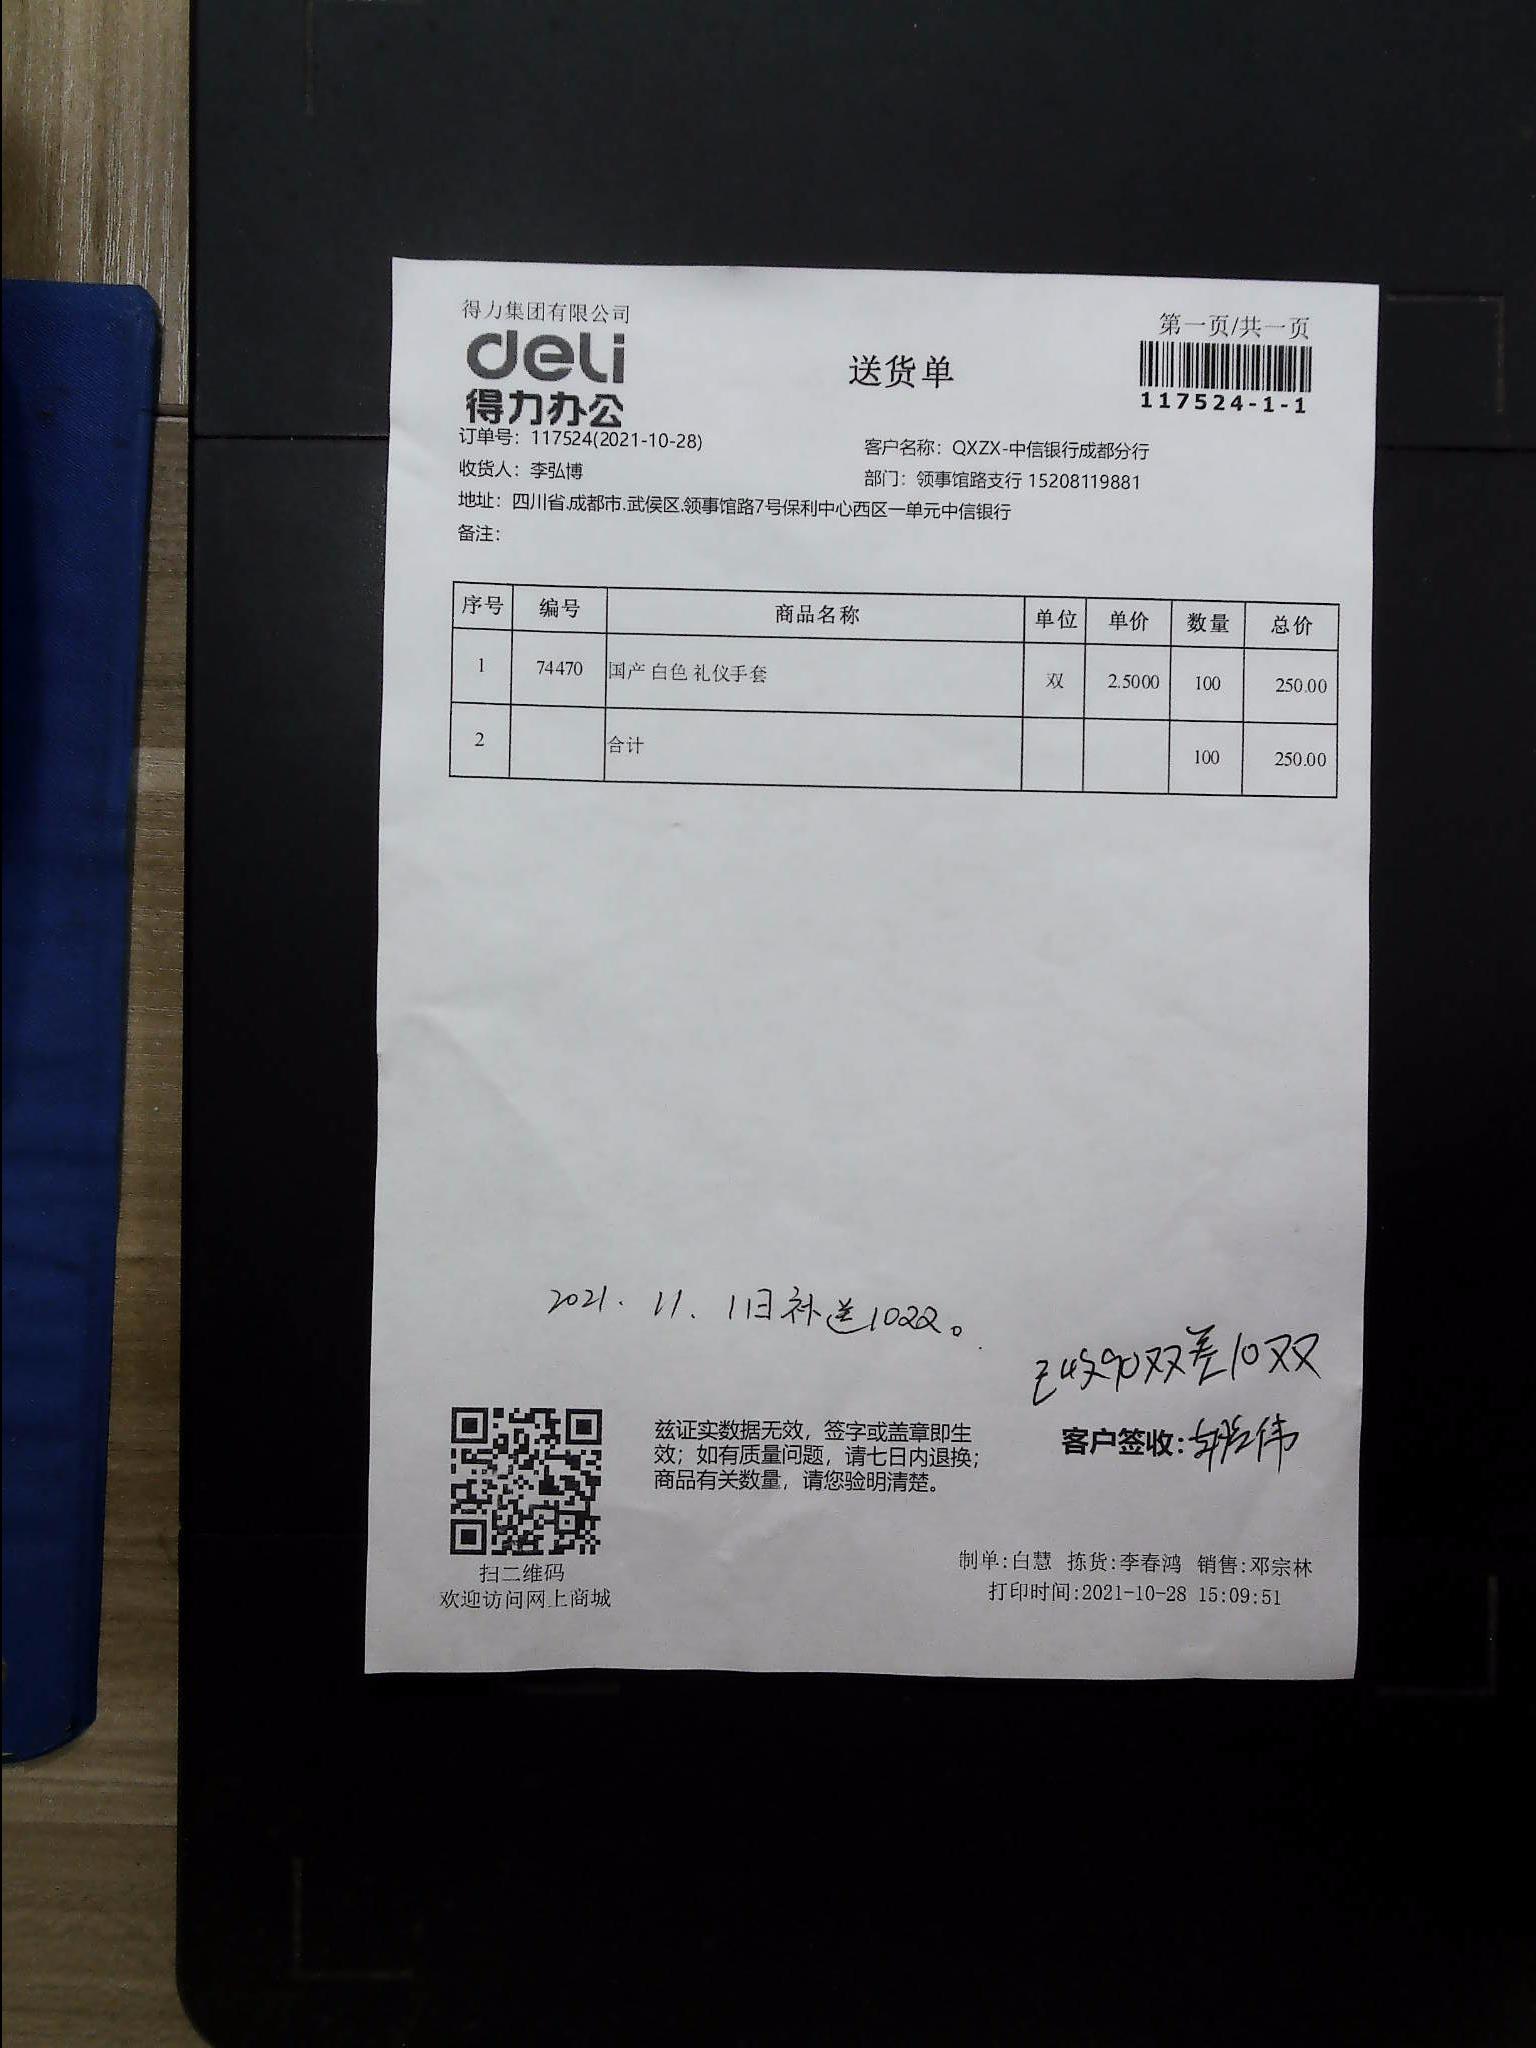 得力集团有限公司
deli
得力办公
送货单
第一页/共一页
117524-1-1
订单号：117524(2021-10-28)
客户名称：QXZX-中信银行成都分行
收货人：李弘博
部门：领事馆路支行 15208119881
地址：四川省.成都市.武侯区.领事馆路7号保利中心西区一单元中信银行
备注：
序号 编号 商品名称 单位 单价 数量 总价
1 74470 国产 白色 礼仪手套 双 2.5000 100 250.00
2 合计 100 250.00
2021. 11. 1日补送10双。
已收90双差10双
客户签收：
兹证实数据无效，签字或盖章即生
效；如有质量问题，请七日内退换；
商品有关数量，请您验明清楚。
扫二维码
欢迎访问网上商城
制单:白慧 拣货:李春鸿 销售:邓宗林
打印时间:2021-10-28 15:09:51